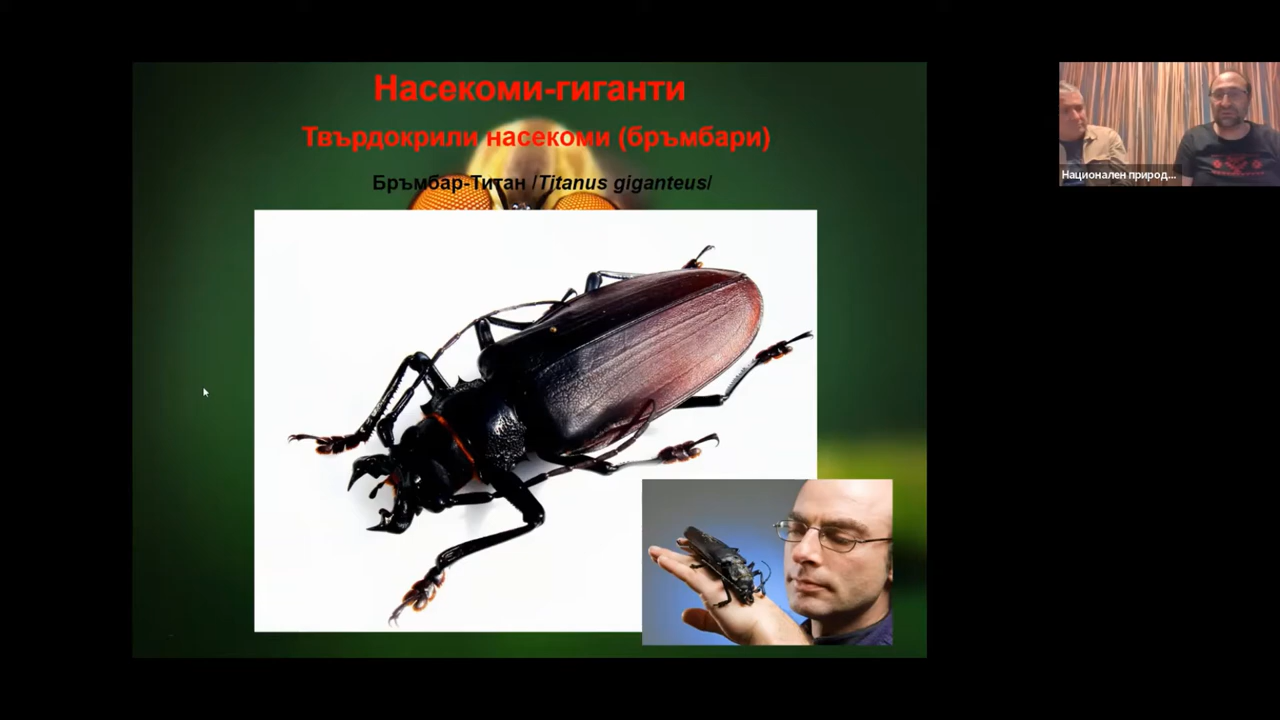 Насекоми-гиганти
Твърдокрили насекоми (бръмбари)
Бръмбар-Титан /Titanus giganteus/
Национален природ...